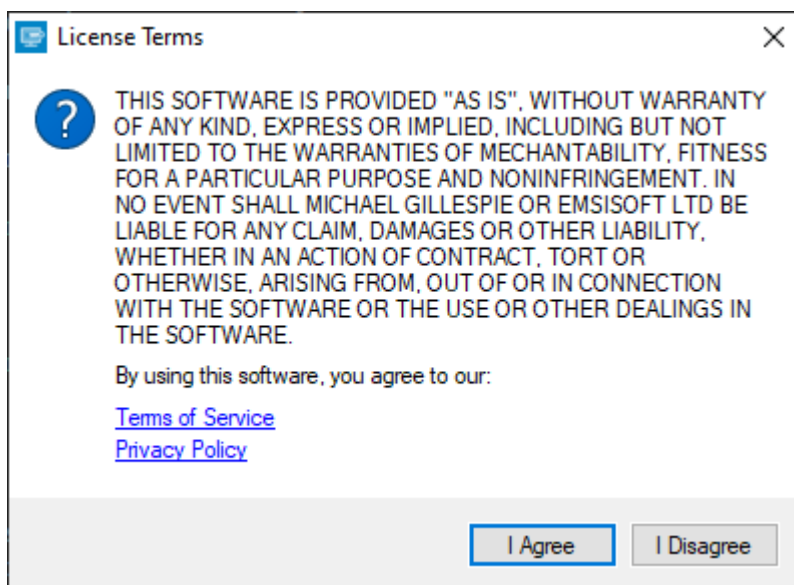 License Terms
THIS SOFTWARE IS PROVIDED "AS IS", WITHOUT WARRANTY
OF ANY KIND, EXPRESS OR IMPLIED, INCLUDING BUT NOT
LIMITED TO THE WARRANTIES OF MECHANTABILITY, FITNESS
FOR A PARTICULAR PURPOSE AND NONINFRINGEMENT. IN
NO EVENT SHALL MICHAEL GILLESPIE OR EMSISOFT LTD BE
LIABLE FOR ANY CLAIM, DAMAGES OR OTHER LIABILITY,
WHETHER IN AN ACTION OF CONTRACT, TORT OR
OTHERWISE, ARISING FROM, OUT OF OR IN CONNECTION
WITH THE SOFTWARE OR THE USE OR OTHER DEALINGS IN
THE SOFTWARE.
By using this software, you agree to our:
Terms of Service
Privacy Policy
I Agree
I Disagree